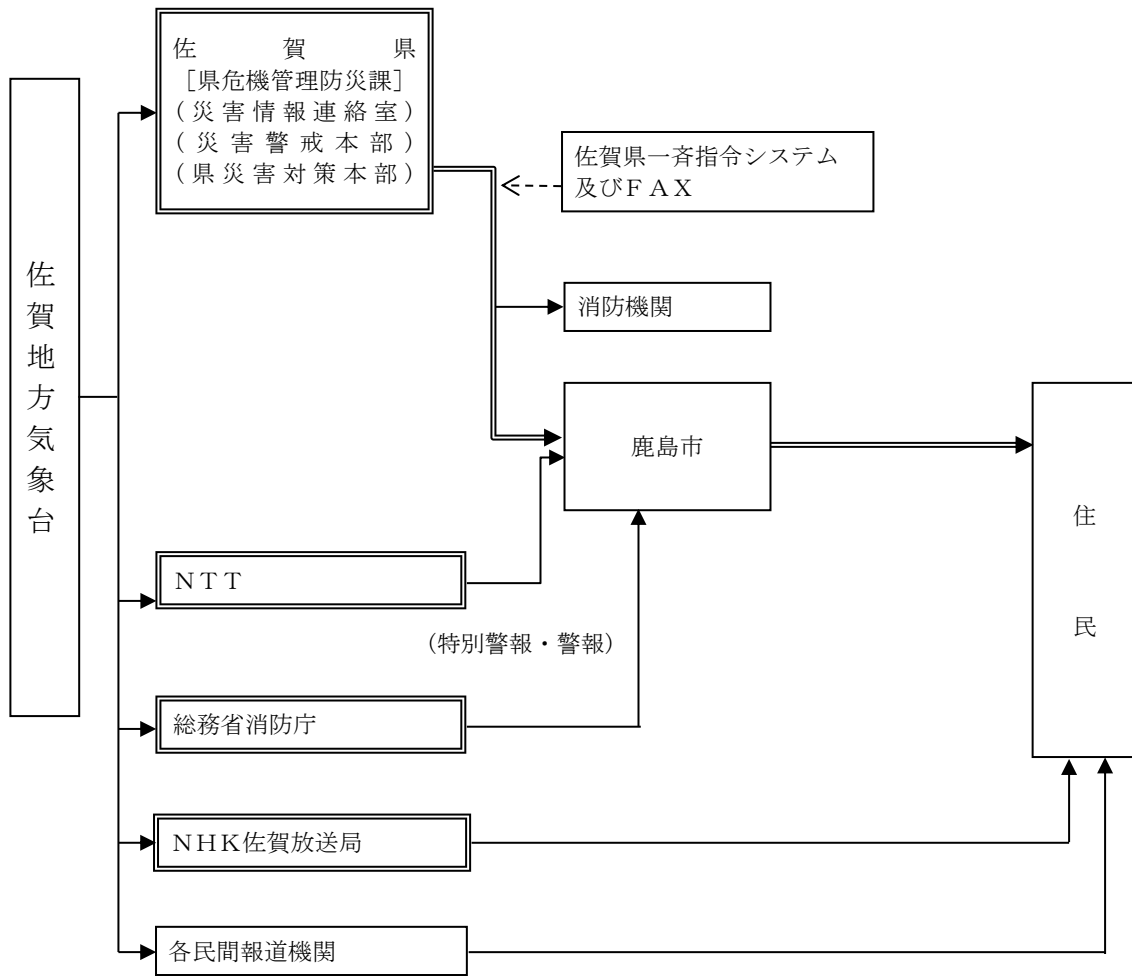 佐賀地方気象台
佐賀県
［県危機管理防災課］
(災害情報連絡室)
(災害警戒本部)
(県災害対策本部)
佐賀県一斉指令システム
及びＦＡＸ
消防機関
鹿島市
住民
ＮＴＴ
（特別警報・警報）
総務省消防庁
ＮＨＫ佐賀放送局
各民間報道機関